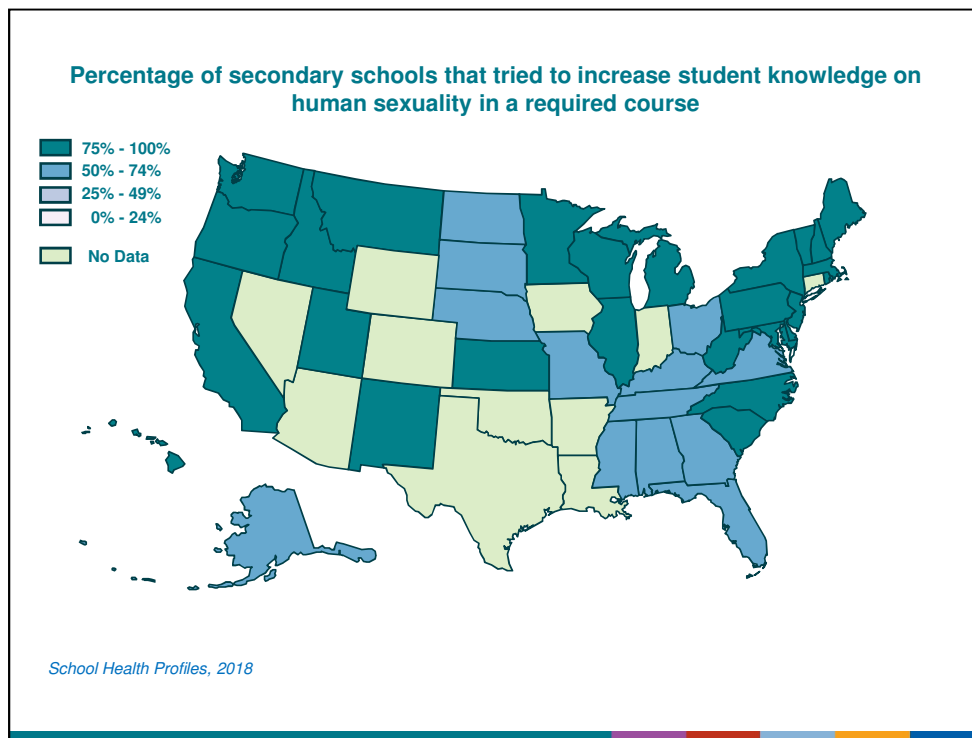 Percentage of secondary schools that tried to increase student knowledge on
human sexuality in a required course
75% - 100%
50% - 74%
25% - 49%
0% - 24%
No Data
School Health Profiles, 2018